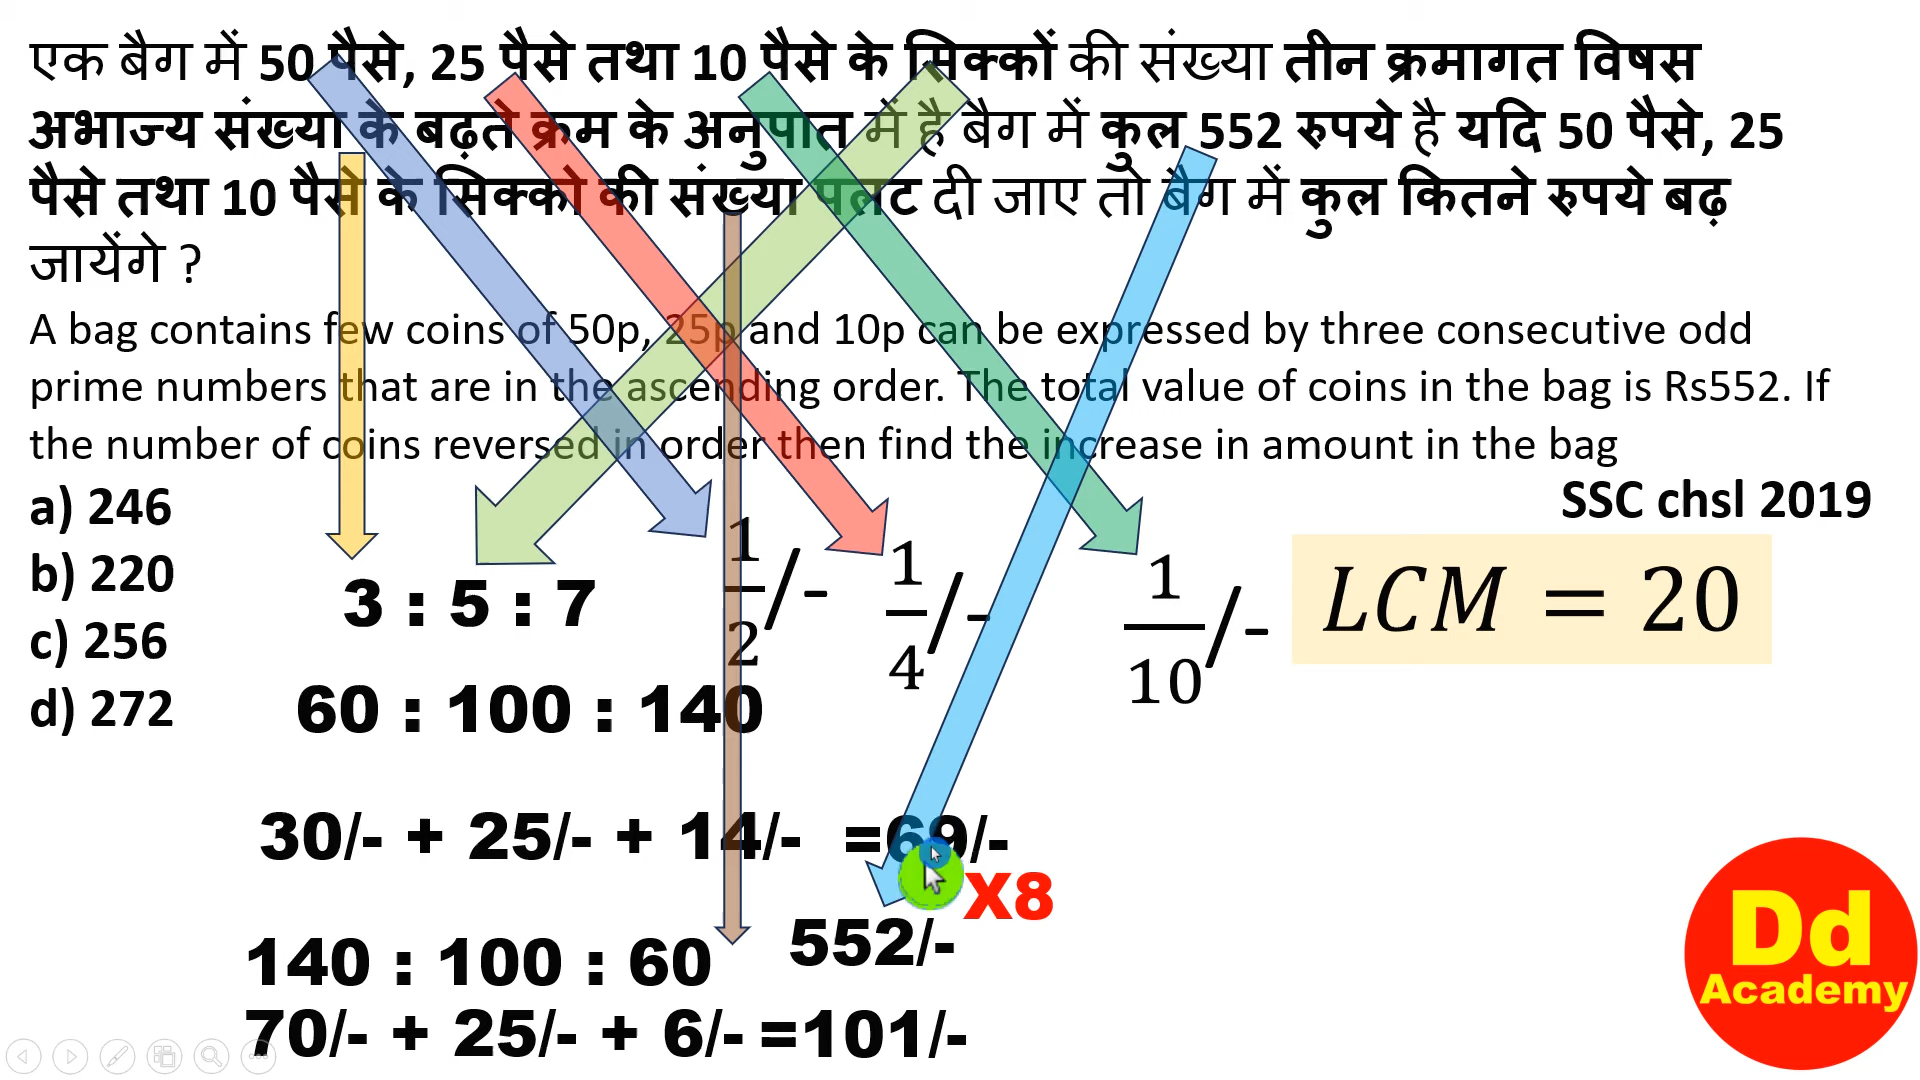 एक बैग में 50 पैसे, 25 पैसे तथा 10 पैसे के सिक्कों की संख्या तीन क्रमागत विषस
अभाज्य संख्या के बढ़ते क्रम के अनुपात में है बैग में कुल 552 रुपये है यदि 50 पैसे, 25
पैसे तथा 10 पैसे के सिक्को की संख्या पलट दी जाए तो बैग में कुल कितने रुपये बढ़
जायेंगे ?
A bag contains few coins of 50p, 25p and 10p can be expressed by three consecutive odd
prime numbers that are in the ascending order. The total value of coins in the bag is Rs552. If
the number of coins reversed in order then find the increase in amount in the bag
a) 246
SSC chsl 2019
b) 220
c) 256
d) 272
3 : 5 : 7
1/2 /- 1/4 /- 1/10 /-
LCM = 20
60 : 100 : 140
30/- + 25/- + 14/- =69/-
X8
552/-
140 : 100 : 60
70/- + 25/- + 6/- =101/-
Dd
Academy